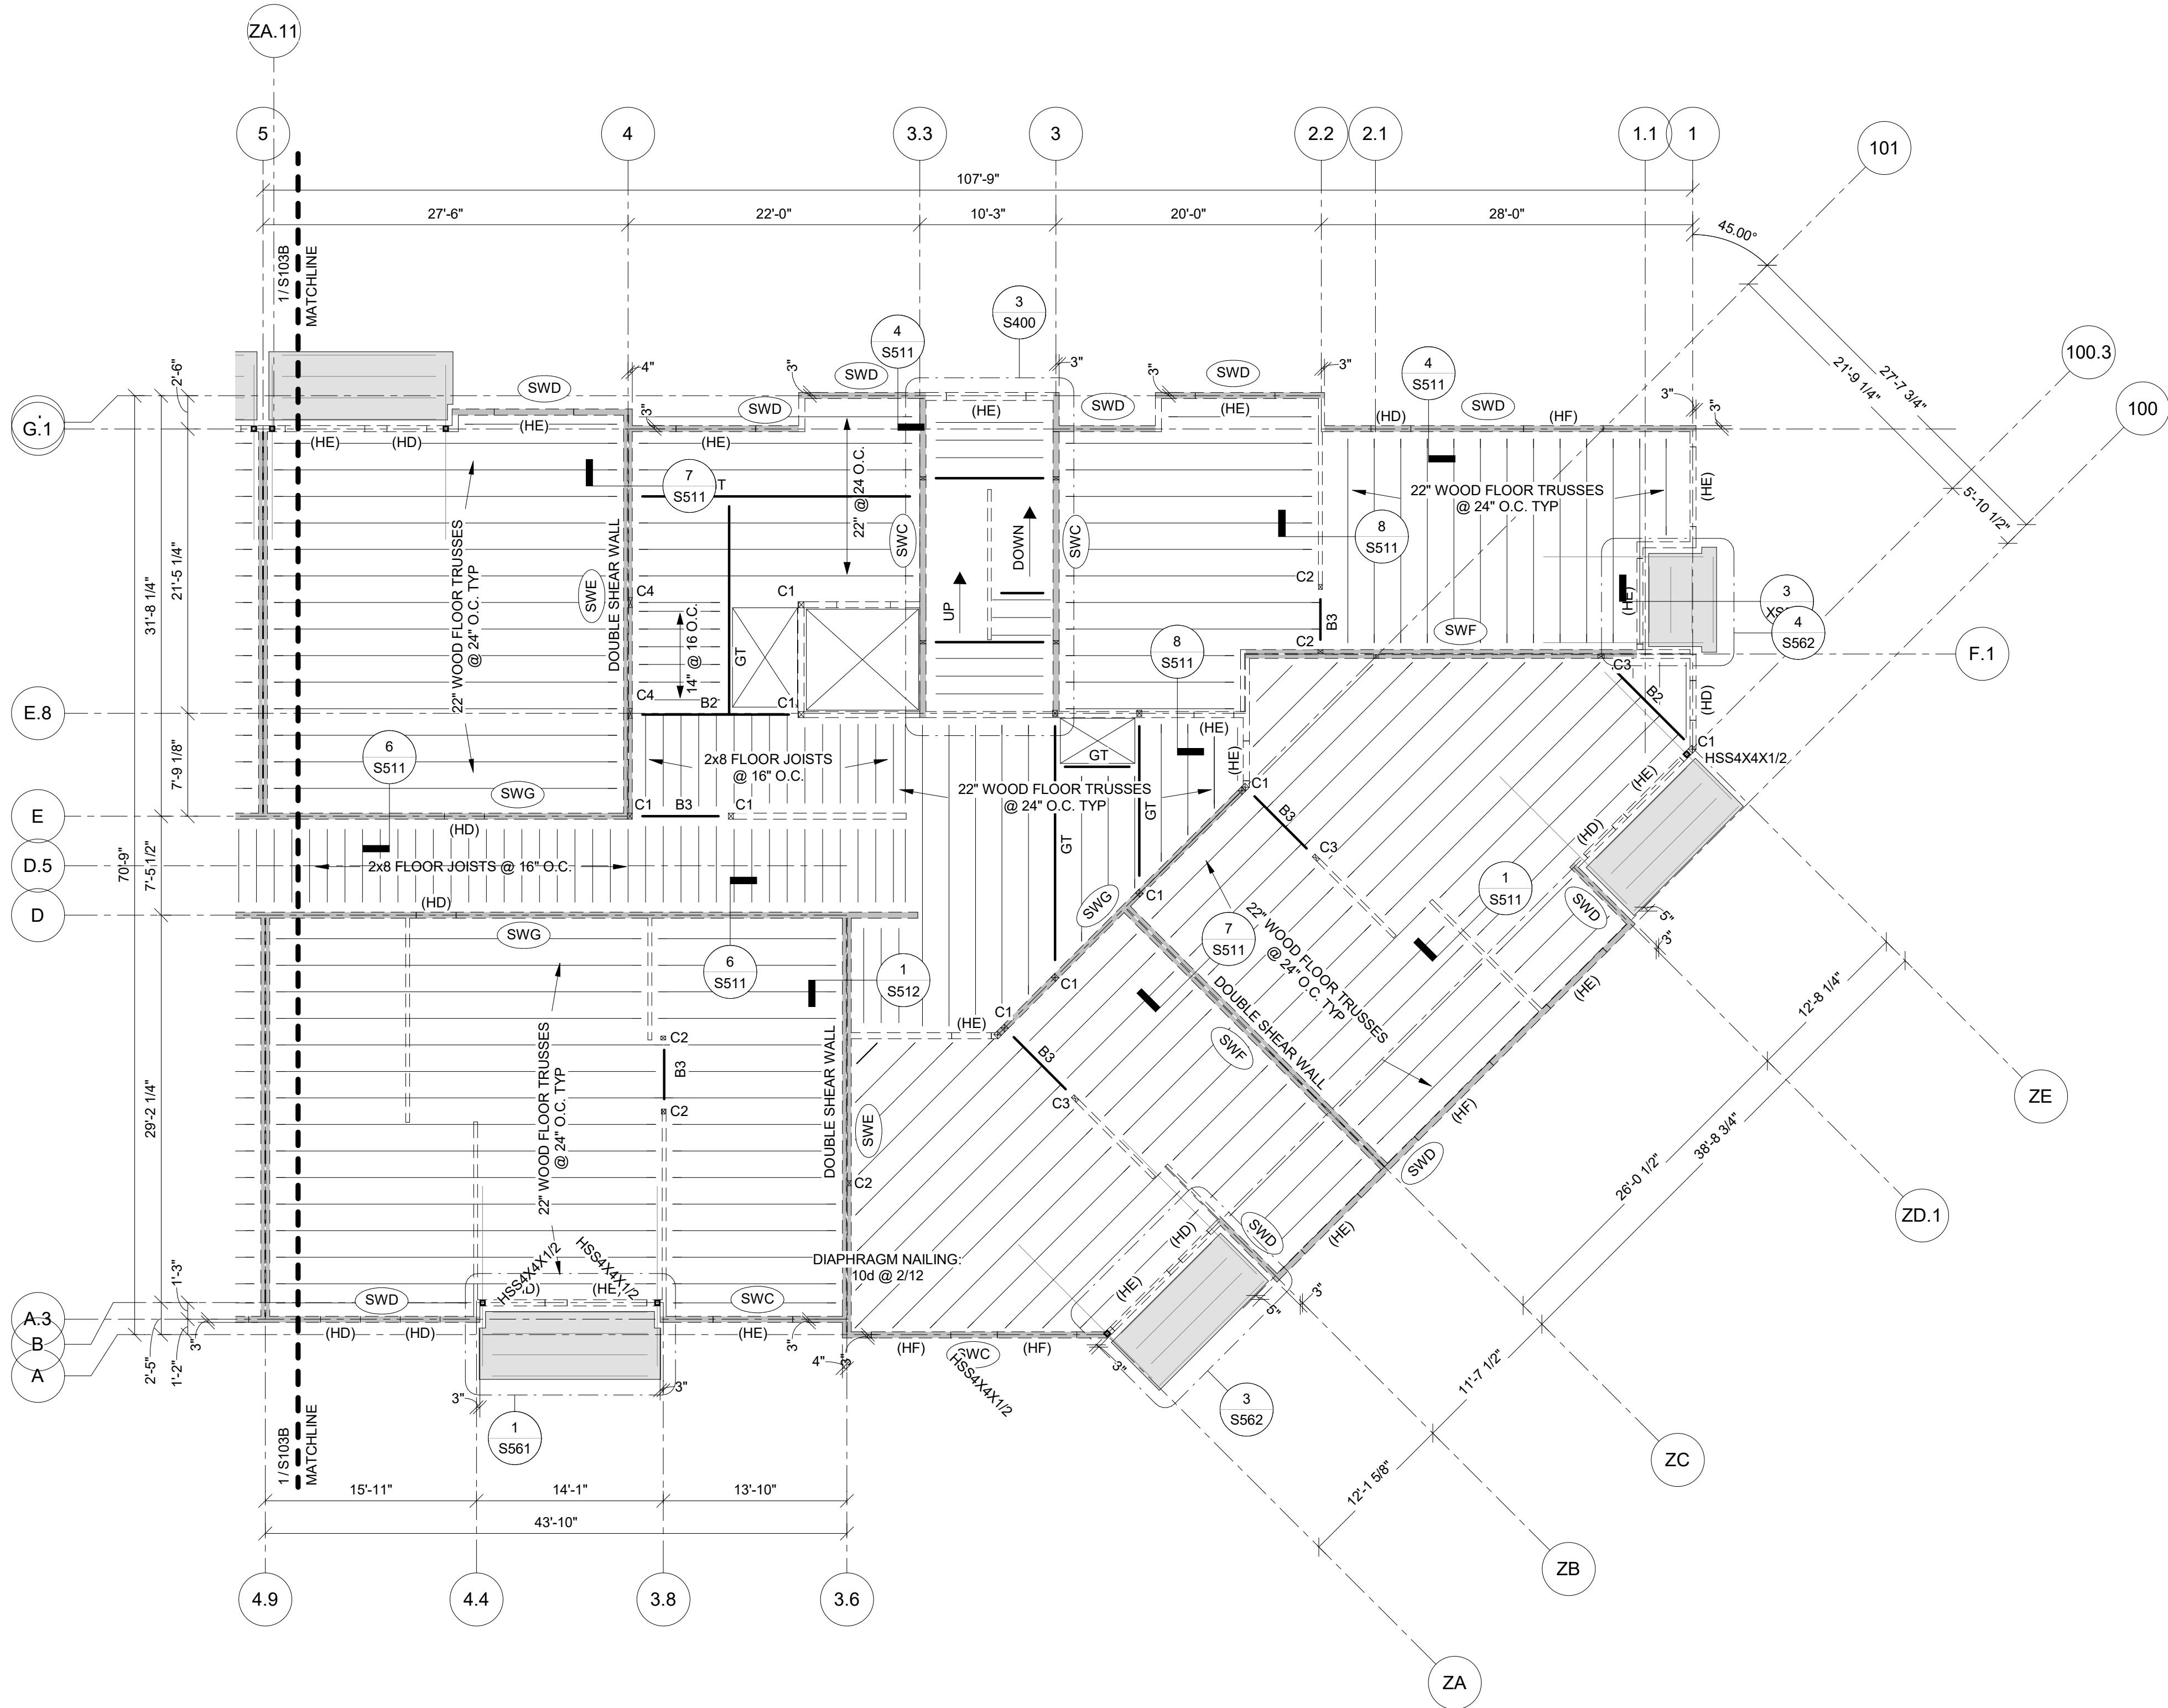 ZA.11
5
4
3.3
3
2.2
2.1
1.1
1
101
100.3
100
107'-9"
27'-6"
22'-0"
10'-3"
20'-0"
28'-0"
45.00°
27'-7 3/4"
21'-9 1/4"
5'-10 1/2"
1 / S103B
MATCHLINE
3
S400
4
S511
4
S511
2'-6"
4"
3"
3"
3"
3"
3"
3"
3"
SWD
SWD
SWD
SWD
SWD
SWD
G.1
(HE)
(HD)
(HE)
(HE)
(HE)
(HE)
(HD)
(HF)
(HE)
7
S511
T
22" @ 24 O.C.
SWC
SWC
DOWN
UP
22" WOOD FLOOR TRUSSES
@ 24" O.C. TYP
8
S511
22" WOOD FLOOR TRUSSES
@ 24" O.C. TYP
DOUBLE SHEAR WALL
SWE
21'-5 1/4"
31'-8 1/4"
C4
C1
14" @ 16 O.C.
GT
C4
B2
C1
C2
B3
C2
SWF
(HE)
3
4
S562
F.1
8
S511
C3
B2
(HD)
C1
HSS4X4X1/2
E.8
7'-9 1/8"
6
S511
2x8 FLOOR JOISTS
@ 16" O.C.
GT
(HE)
(HE)
22" WOOD FLOOR TRUSSES
@ 24" O.C. TYP
GT
GT
C1
SWG
C1
B3
C1
(HD)
B3
C3
(HE)
(HD)
E
D.5
D
70'-9"
7'-5 1/2"
2x8 FLOOR JOISTS @ 16" O.C.
(HD)
SWG
6
S511
1
S512
SWG
C1
C1
C1
(HE)
1
S511
SWD
5"
3"
7
S511
22" WOOD FLOOR TRUSSES
@ 24" O.C. TYP
DOUBLE SHEAR WALL
SWF
(HE)
12'-8 1/4"
38'-8 3/4"
26'-0 1/2"
ZE
ZD.1
29'-2 1/4"
22" WOOD FLOOR TRUSSES
@ 24" O.C. TYP
C2
B3
C2
DOUBLE SHEAR WALL
SWE
C2
B3
C3
(HF)
SWD
(HE)
SWD
(HD)
(HE)
DIAPHRAGM NAILING:
10d @ 2/12
HSS4X4X1/2
HSS4X4X1/2
SWD
SWC
(HD)
(HD)
(HE)
(HF)
SWC
(HF)
HSS4X4X1/2
A.3
B
A
1'-3"
2'-5"
1'-2"
3"
3"
4"
3"
3"
3"
3"
5"
3"
1
S561
3
S562
11'-7 1/2"
12'-1 5/8"
1 / S103B
MATCHLINE
15'-11"
14'-1"
13'-10"
43'-10"
4.9
4.4
3.8
3.6
ZC
ZB
ZA